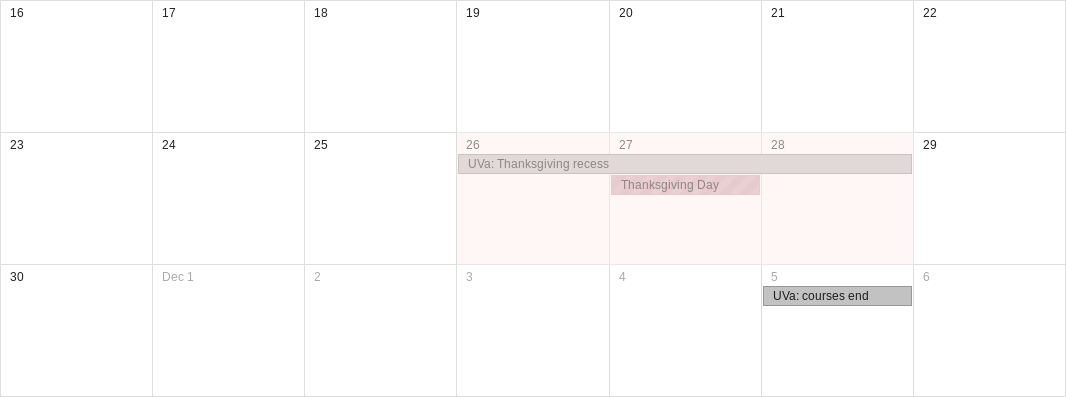 16 17 18 19 20 21 22
23 24 25 26 27 28 29
UVa: Thanksgiving recess
Thanksgiving Day
30 Dec 1 2 3 4 5 6
UVa: courses end